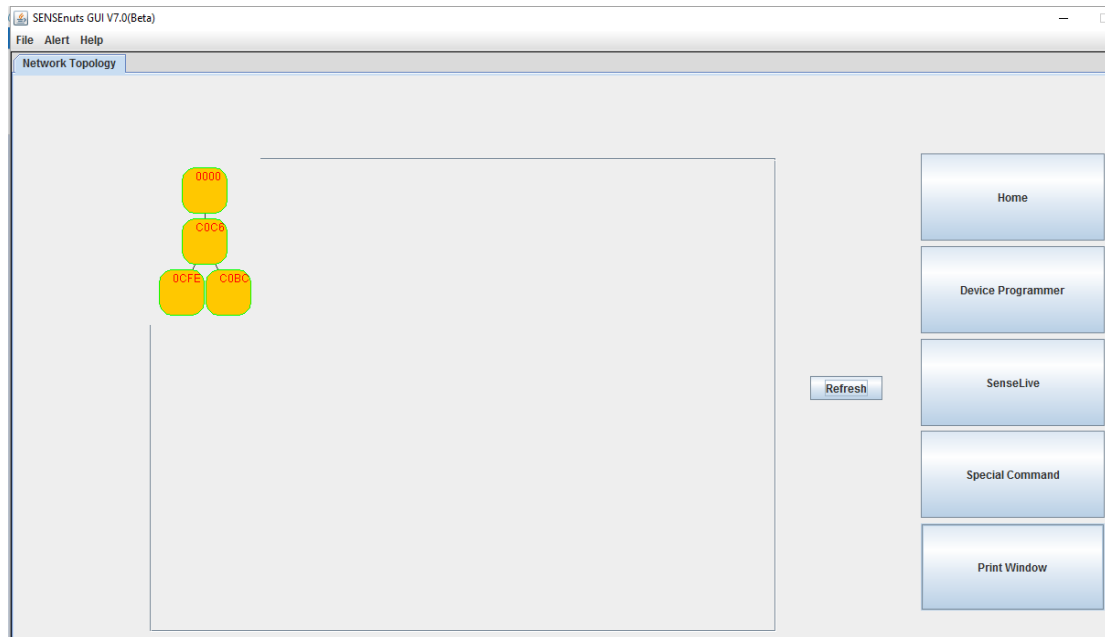 SENSEnuts GUI V7.0(Beta)
File Alert Help
Network Topology
0000
C0C6
0CFE C0BC
Refresh
Home
Device Programmer
SenseLive
Special Command
Print Window